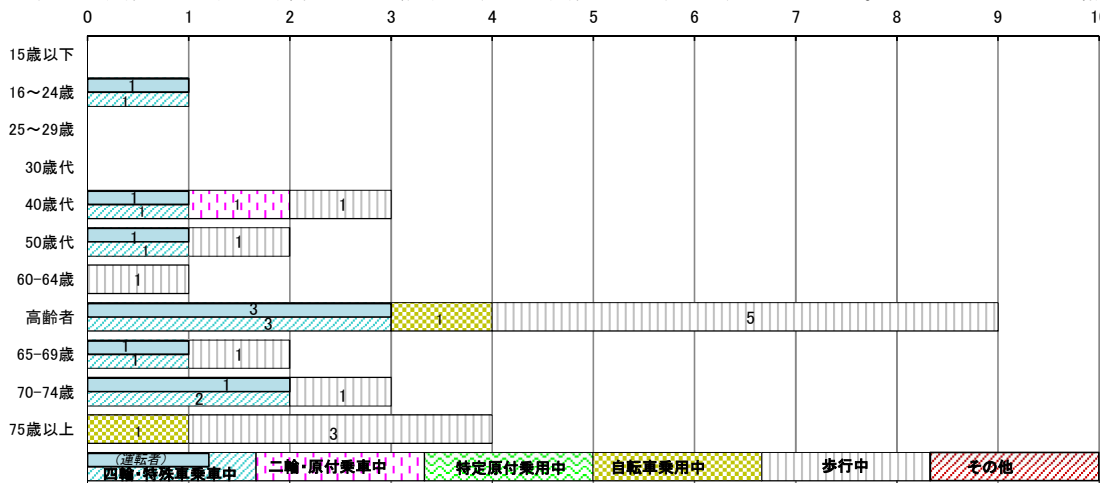 0 1 2 3 4 5 6 7 8 9 10
15歳以下
16～24歳 1
1
25～29歳
30歳代
40歳代 1 1 1
1
50歳代 1 1
1
60-64歳 1
高齢者 3 1 5
3
65-69歳 1 1
1
70-74歳 1 1
2
75歳以上 1 3
(運転者)
四輪・特殊車乗車中 二輪・原付乗車中 特定原付乗用中 自転車乗用中 歩行中 その他